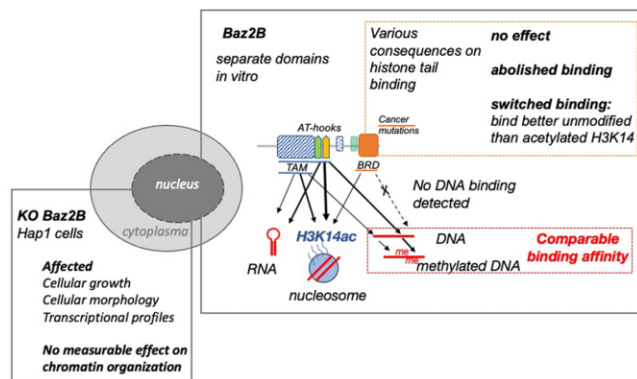 Baz2B
separate domains
in vitro
Various
consequences on
histone tail
binding
no effect
abolished binding
switched binding:
bind better unmodified
than acetylated H3K14
Cancer
mutations
AT-hooks
TAM
BRD
nucleus
cytoplasma
KO Baz2B
Hap1 cells
Affected
Cellular growth
Cellular morphology
Transcriptional profiles
No measurable effect on
chromatin organization
No DNA binding
detected
RNA
H3K14ac
nucleosome
DNA
me
me
methylated DNA
Comparable
binding affinity